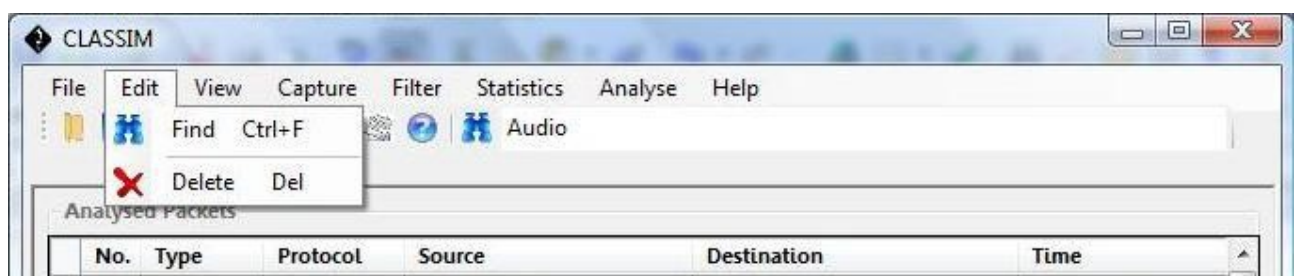 CLASSIM
File Edit View Capture Filter Statistics Analyse Help
Find Ctrl+F
Audio
Delete Del
Analysed Packets
No. Type Protocol Source Destination Time